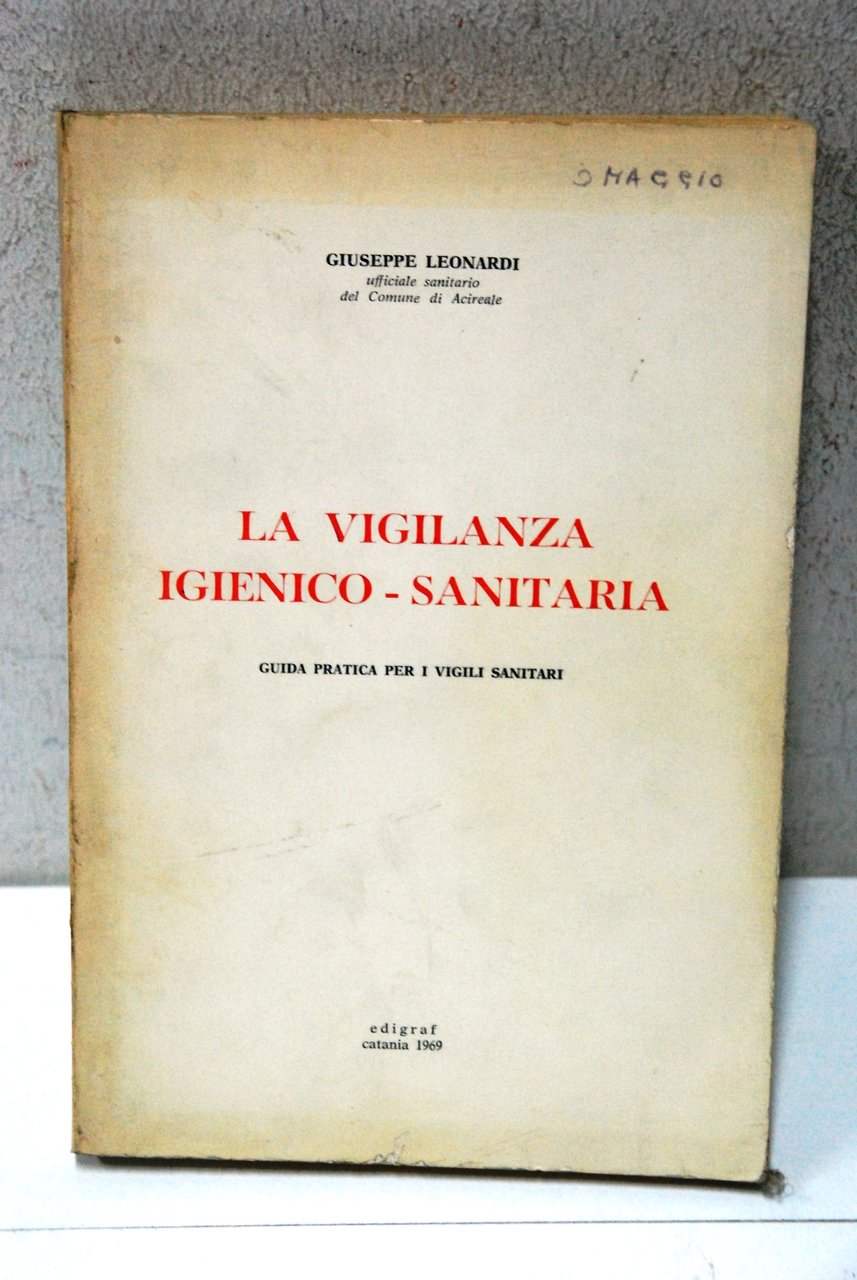 OMAGGIO
GIUSEPPE LEONARDI
ufficiale sanitario
del Comune di Acireale
LA VIGILANZA
IGIENICO - SANITARIA
GUIDA PRATICA PER I VIGILI SANITARI
edigraf
catania 1969